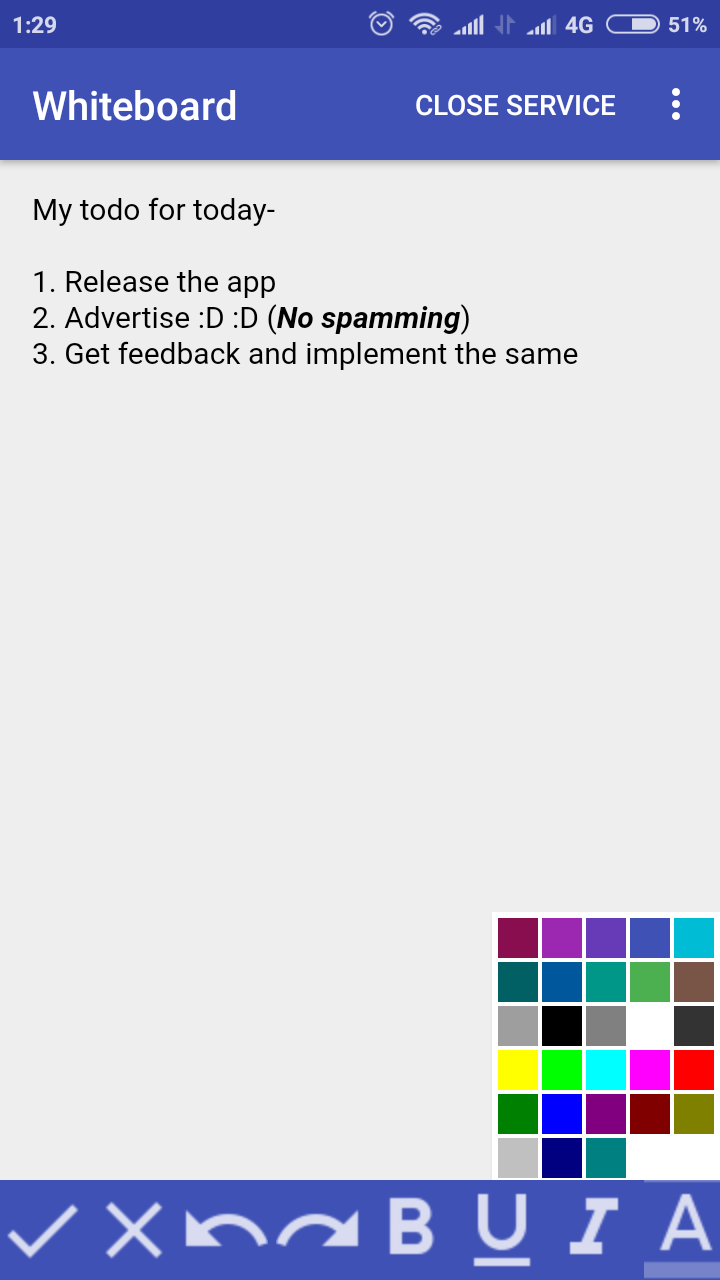 1:29
4G
51%
Whiteboard
CLOSE SERVICE
My todo for today-
1. Release the app
2. Advertise :D :D (No spamming)
3. Get feedback and implement the same
B U I A